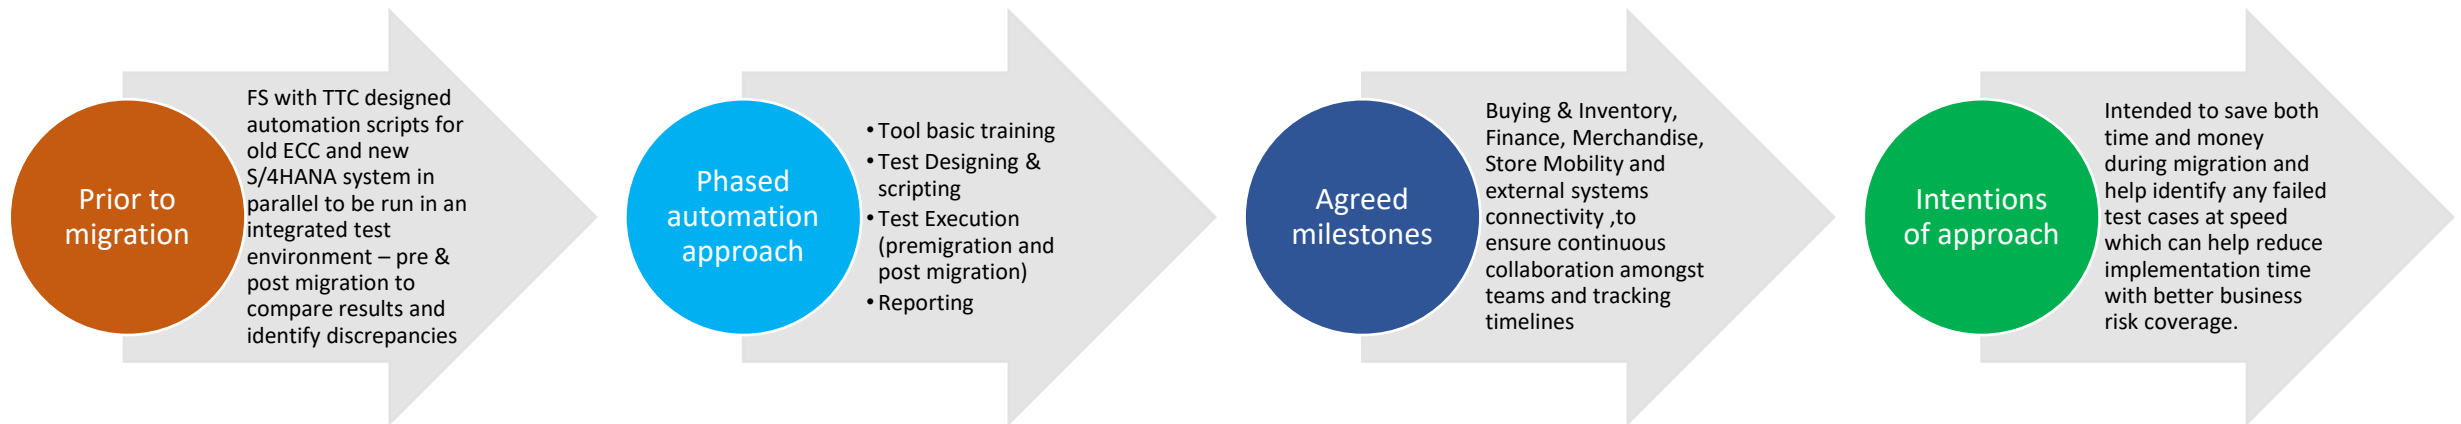 Prior to
migration
FS with TTC designed
automation scripts for
old ECC and new
S/4HANA system in
parallel to be run in an
integrated test
environment – pre &
post migration to
compare results and
identify discrepancies
Phased
automation
approach
• Tool basic training
• Test Designing &
scripting
• Test Execution
(premigration and
post migration)
• Reporting
Agreed
milestones
Buying & Inventory,
Finance, Merchandise,
Store Mobility and
external systems
connectivity ,to
ensure continuous
collaboration amongst
teams and tracking
timelines
Intentions
of approach
Intended to save both
time and money
during migration and
help identify any failed
test cases at speed
which can help reduce
implementation time
with better business
risk coverage.